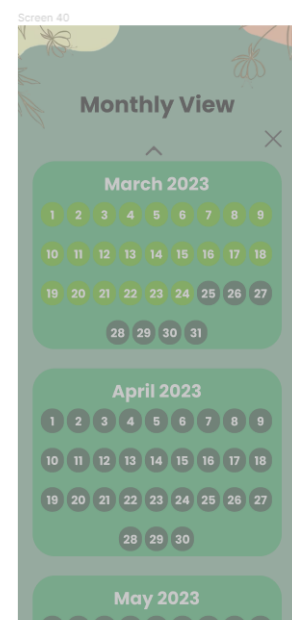 Screen 40
Monthly View
March 2023
1 2 3 4 5 6 7 8 9
10 11 12 13 14 15 16 17 18
19 20 21 22 23 24 25 26 27
28 29 30 31
April 2023
1 2 3 4 5 6 7 8 9
10 11 12 13 14 15 16 17 18
19 20 21 22 23 24 25 26 27
28 29 30
May 2023